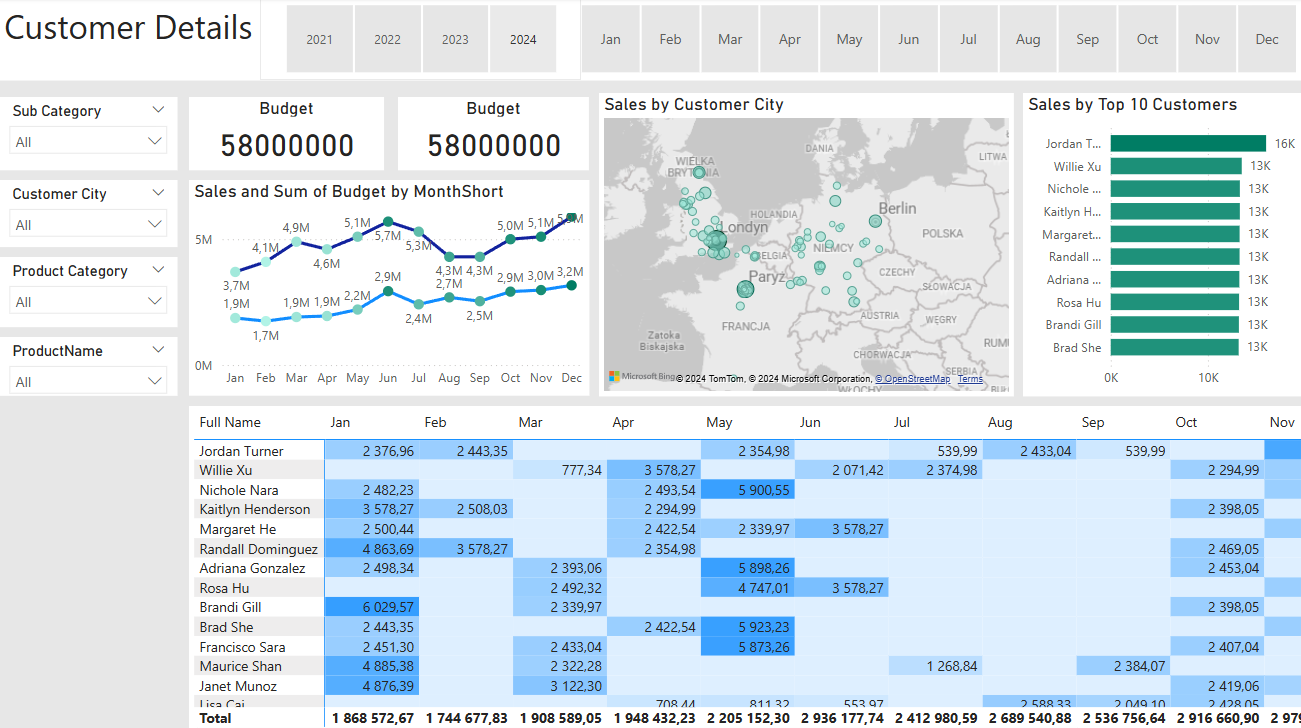 Customer Details
2021 2022 2023 2024 Jan Feb Mar Apr May Jun Jul Aug Sep Oct Nov Dec
Sub Category
All
Customer City
All
Product Category
All
ProductName
All
Budget
58000000
Budget
58000000
Sales and Sum of Budget by MonthShort
5M
0M
3,7M 4,1M 4,9M 4,6M 5,1M 5,7M 5,3M 4,3M 4,3M 5,0M 5,1M
1,9M 1,7M 1,9M 1,9M 2,2M 2,9M 2,4M 2,7M 2,5M 2,9M 3,0M 3,2M
Jan Feb Mar Apr May Jun Jul Aug Sep Oct Nov Dec
Sales by Customer City
WIELKA
BRYTANIA
DANIA
LITWA
HOLANDIA
Berlin
Londyn
POLSKA
BELGIA
NIEMCY
Paryż
CZECHY
SŁOWACJA
AUSTRIA
WĘGRY
FRANCJA
Zatoka
Biskajska
CHORWACJA
RUMU
SERBIA
WŁOCHY
Microsoft Bing
© 2024 TomTom, © 2024 Microsoft Corporation, © OpenStreetMap Terms
Sales by Top 10 Customers
Jordan T... 16K
Willie Xu 13K
Nichole ... 13K
Kaitlyn H... 13K
Margaret... 13K
Randall ... 13K
Adriana ... 13K
Rosa Hu 13K
Brandi Gill 13K
Brad She 13K
0K 10K
Full Name Jan Feb Mar Apr May Jun Jul Aug Sep Oct Nov
Jordan Turner 2 376,96 2 443,35 2 354,98 539,99 2 433,04 539,99
Willie Xu 777,34 3 578,27 2 071,42 2 374,98 2 294,99
Nichole Nara 2 482,23 2 493,54 5 900,55
Kaitlyn Henderson 3 578,27 2 508,03 2 294,99 2 398,05
Margaret He 2 500,44 2 422,54 2 339,97 3 578,27
Randall Dominguez 4 863,69 3 578,27 2 354,98 2 469,05
Adriana Gonzalez 2 498,34 2 393,06 5 898,26 2 453,04
Rosa Hu 2 492,32 4 747,01 3 578,27
Brandi Gill 6 029,57 2 339,97 2 398,05
Brad She 2 443,35 2 422,54 5 923,23
Francisco Sara 2 451,30 2 433,04 5 873,26 2 407,04
Maurice Shan 4 885,38 2 322,28 1 268,84 2 384,07
Janet Munoz 4 876,39 3 122,30 2 419,06
Lisa Cai 708,44 811,32 553,97 2 588,33 2 049,10 2 428,05
Total 1 868 572,67 1 744 677,83 1 908 589,05 1 948 432,23 2 205 152,30 2 936 177,74 2 412 980,59 2 689 540,88 2 536 756,64 2 916 660,90 2 97